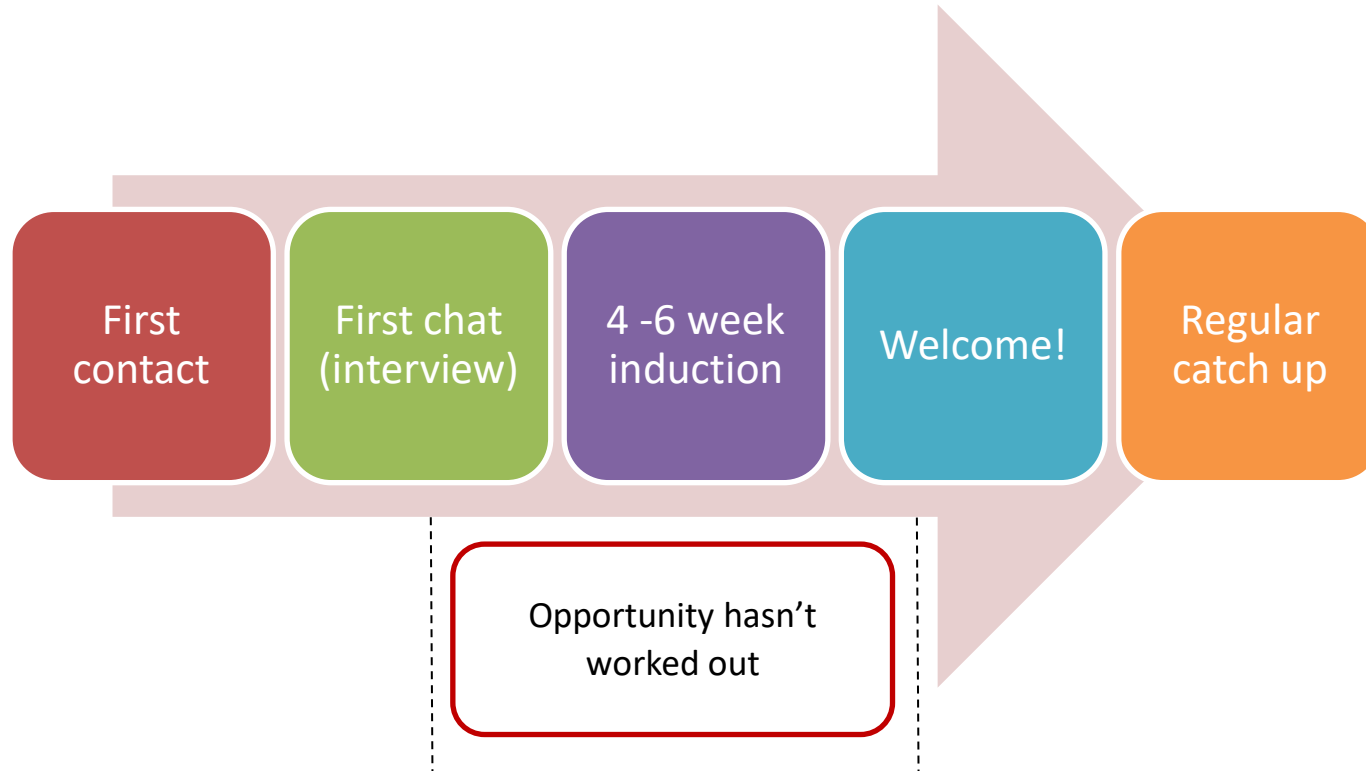 First
contact
First chat
(interview)
4 -6 week
induction
Welcome!
Regular
catch up
Opportunity hasn’t
worked out